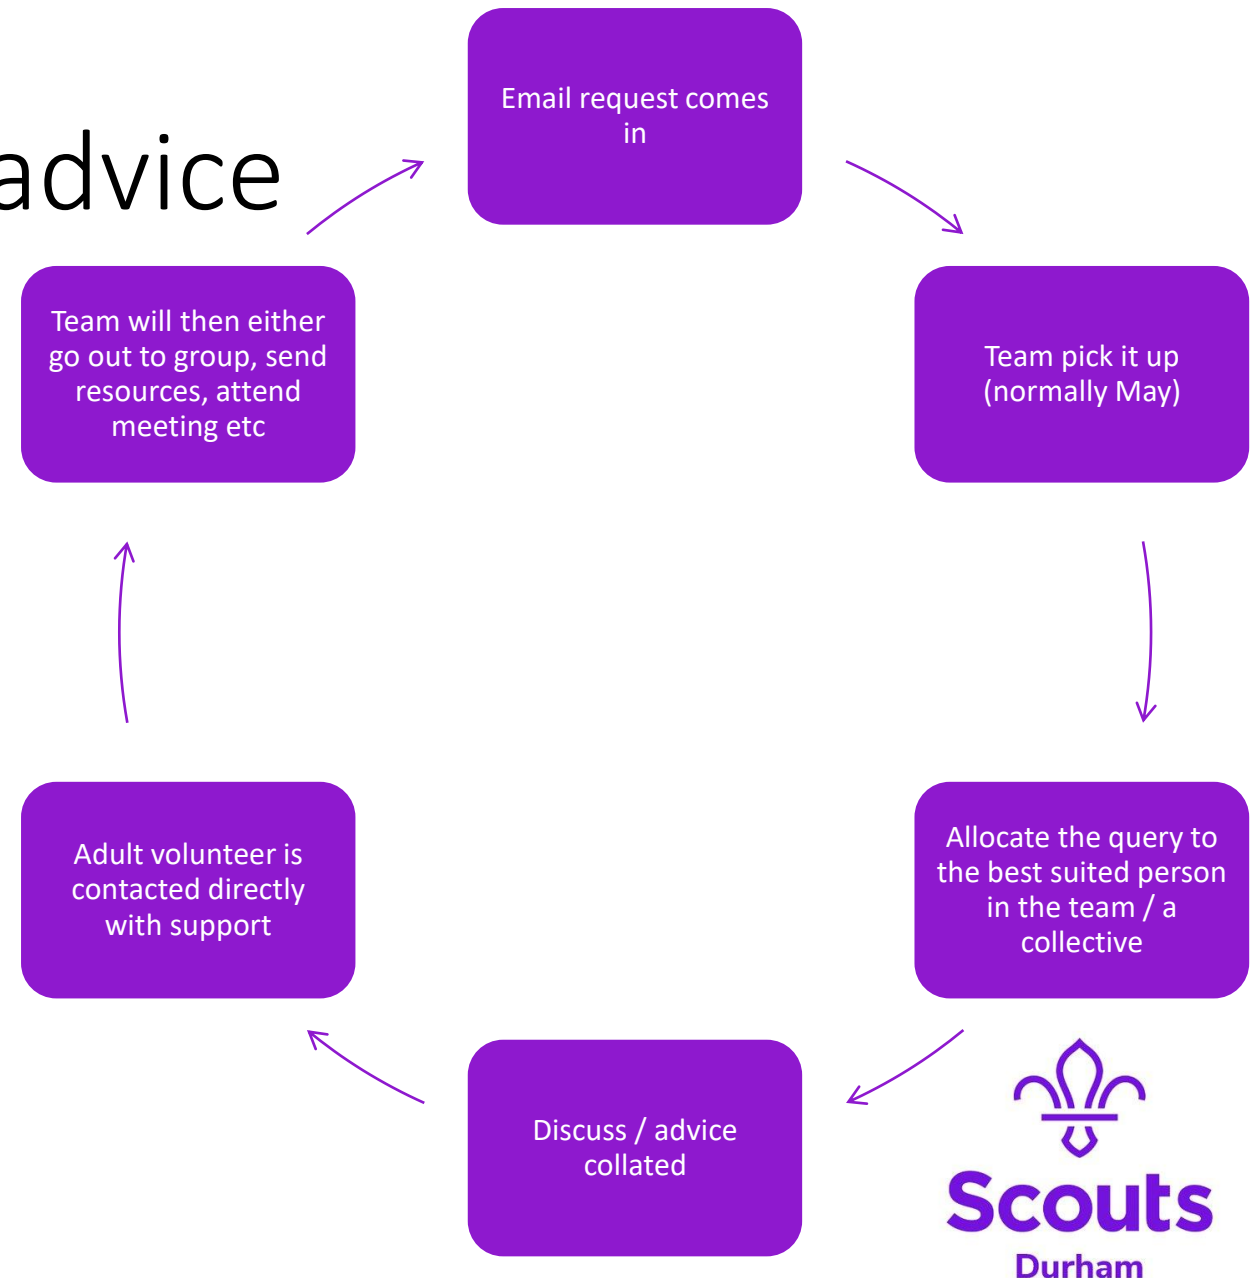 advice
Email request comes
in
Team pick it up
(normally May)
Allocate the query to
the best suited person
in the team / a
collective
Discuss / advice
collated
Adult volunteer is
contacted directly
with support
Team will then either
go out to group, send
resources, attend
meeting etc
Scouts
Durham